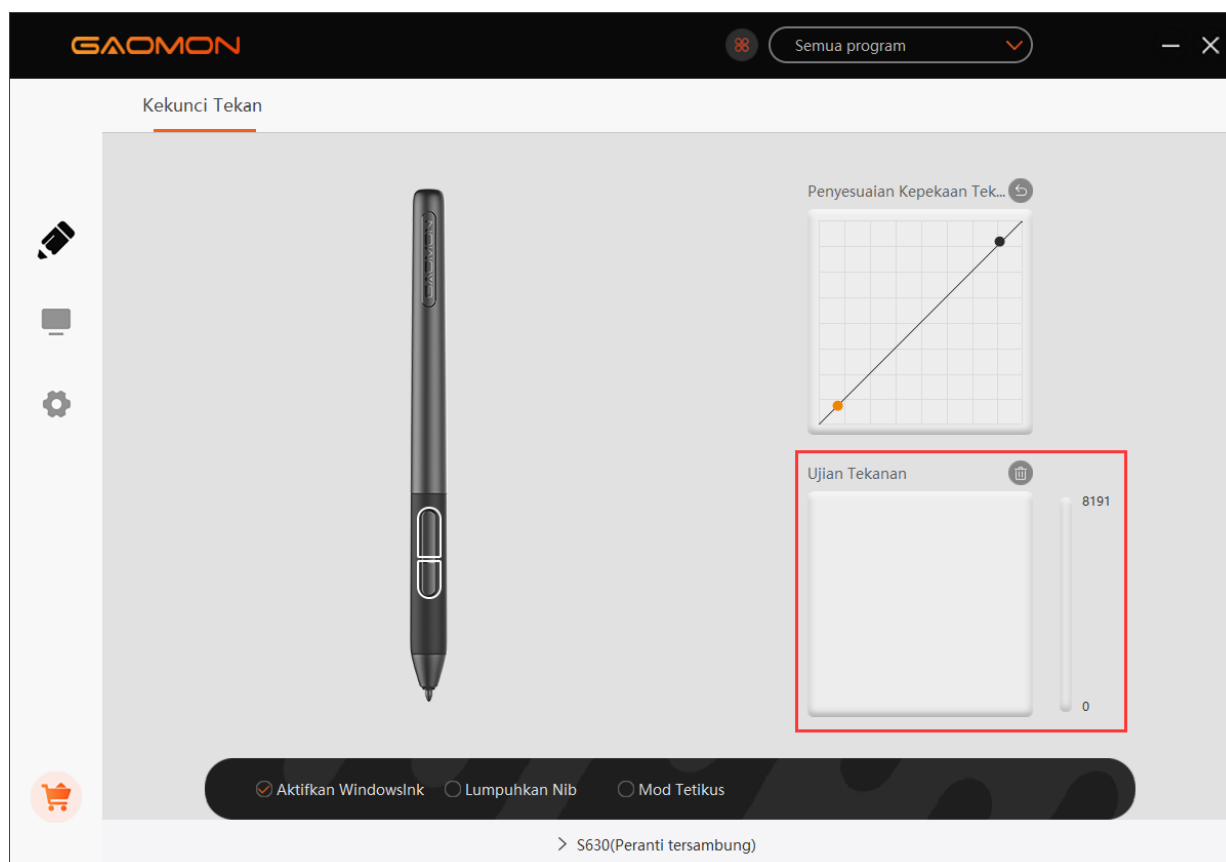 GAOMON
Semua program
Kekunci Tekan
Penyesuaian Kepekaan Tek...
GAOMON
Ujian Tekanan
8191
0
Aktifkan WindowsInk
Lumpuhkan Nib
Mod Tetikus
S630(Peranti tersambung)